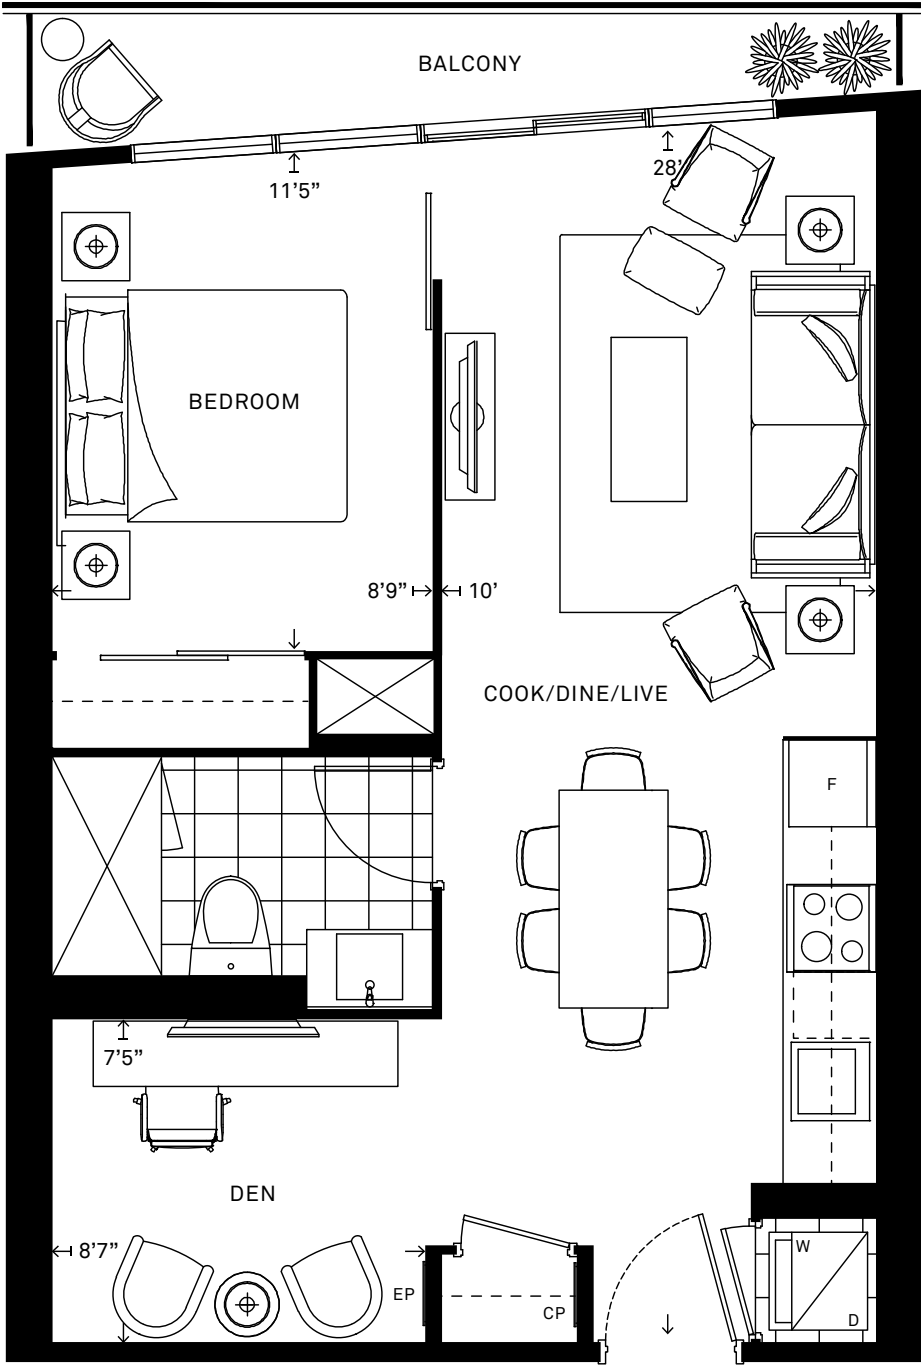 BALCONY
11'5"
28'
BEDROOM
8'9" 10'
COOK/DINE/LIVE
F
7'5"
DEN
8'7"
W
EP
CP
D